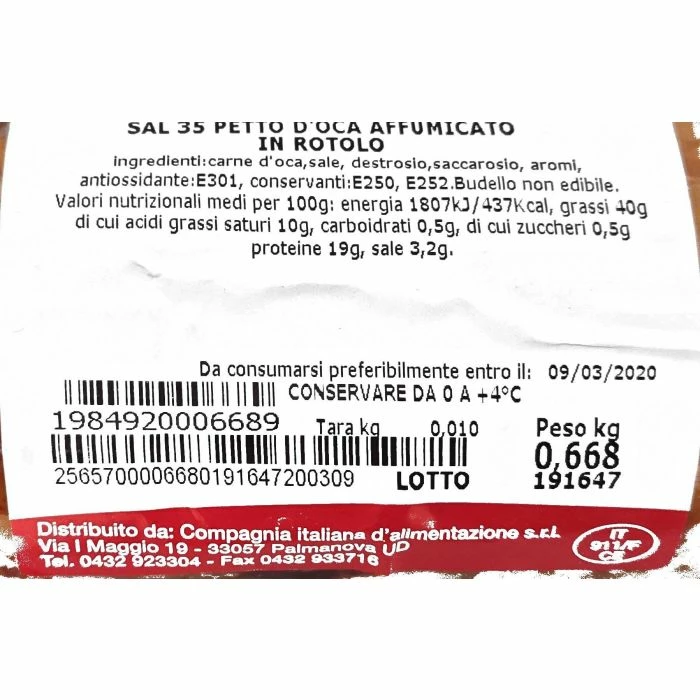 SAL 35 PETTO D'OCA AFFUMICATO
IN ROTOLO
ingredienti:carne d'oca,sale, destrosio,saccarosio, aromi,
antiossidante:E301, conservanti:E250, E252.Budello non edibile.
Valori nutrizionali medi per 100g: energia 1807kJ/437Kcal, grassi 40g
di cui acidi grassi saturi 10g, carboidrati 0,5g, di cui zuccheri 0,5g
proteine 19g, sale 3,2g.
Da consumarsi preferibilmente entro il: 09/03/2020
CONSERVARE DA 0 A +4°C
1984920006689 Tara kg 0,010 Peso kg
0,668
25657000066801916472003​09 LOTTO 191647
Distribuito da: Compagnia italiana d'alimentazione s.r.l.
Via I Maggio 19 - 33057 Palmanova UD
Tel. 0432 923304 - Fax 0432 933716
IT
911/F
CE